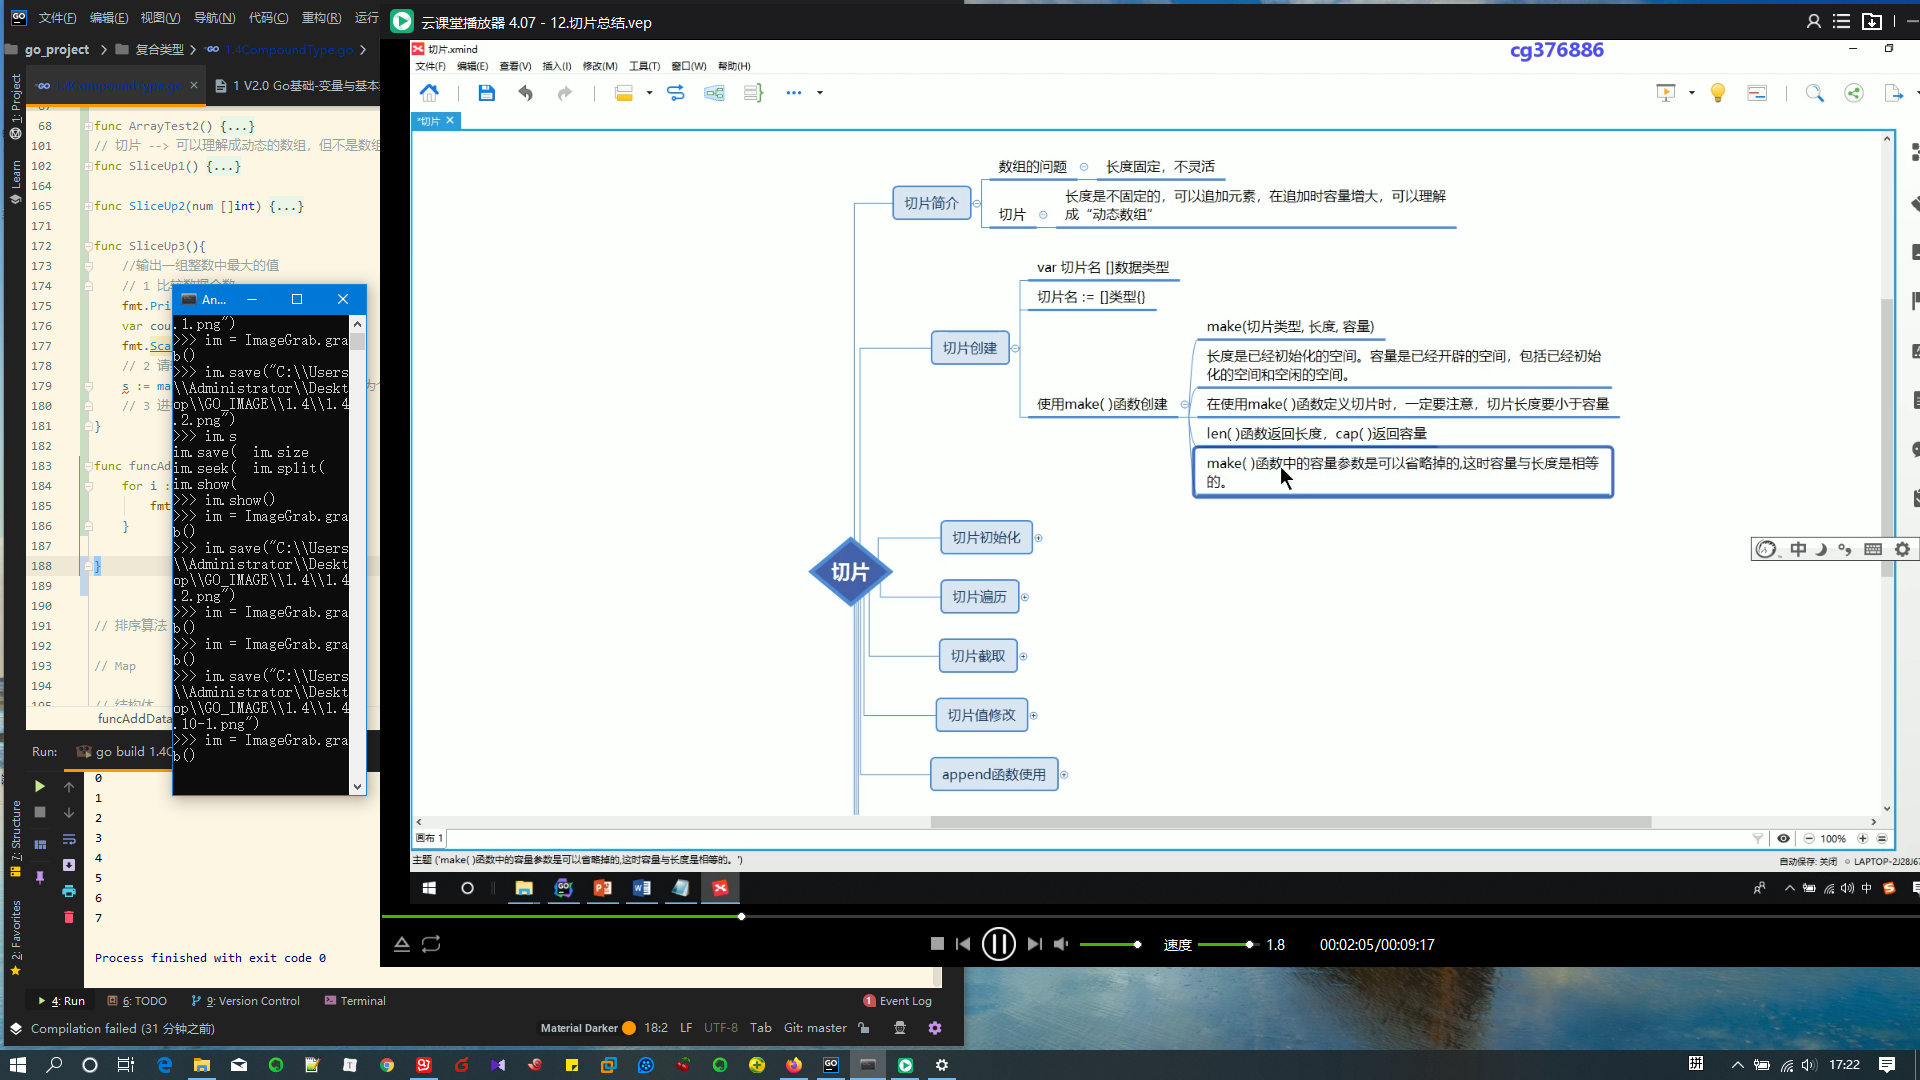 文件(F) 编辑(E) 视图(V) 导航(N) 代码(C) 重构(R) 运行
go_project 复合类型 1.4CompoundType.go
1.4CompoundType.go 1 V2.0 Go基础-变量与基本
1: Project
Learn
68 func ArrayTest2() {...}
101 // 切片 --> 可以理解成动态的数组, 但不是数组
102 func SliceUp1() {...}
164
165 func SliceUp2(num []int) {...}
171
172 func SliceUp3(){
173 //输出一组整数中最大的值
174
175 fmt.Pri
176 var cou
177 fmt.Sca
178 // 2 请
179 s := ma
180 // 3 进
181 }
182
183 func funcAd
184 for i :
185 fmt
186 }
187
188 }
189
190
191 // 排序算法
192
193 // Map
194
funcAddData
An...
.1.png")
>>> im = ImageGrab.gra
b()
>>> im.save("C:\\Users
\\Administrator\\Deskt
op\\GO_IMAGE\\1.4\\1.4
.2.png")
>>> im.s
im.save( im.size
im.seek( im.split(
im.show(
>>> im.show()
>>> im = ImageGrab.gra
b()
>>> im.save("C:\\Users
\\Administrator\\Deskt
op\\GO_IMAGE\\1.4\\1.4
.2.png")
>>> im = ImageGrab.gra
b()
>>> im = ImageGrab.gra
b()
>>> im.save("C:\\Users
\\Administrator\\Deskt
op\\GO_IMAGE\\1.4\\1.4
.10-1.png")
>>> im = ImageGrab.gra
b()
Run: go build 1.4C
0
1
2
3
4
5
6
7
Process finished with exit code 0
7: Structure
2: Favorites
4: Run 6: TODO 9: Version Control Terminal 1 Event Log
Compilation failed (31 分钟之前) Material Darker 18:2 LF UTF-8 Tab Git: master
云课堂播放器 4.07 - 12.切片总结.vep
切片.xmind
cg376886
文件(F) 编辑(E) 查看(V) 插入(I) 修改(M) 工具(T) 窗口(W) 帮助(H)
*切片
数组的问题 长度固定，不灵活
切片简介
切片 长度是不固定的，可以追加元素，在追加时容量增大，可以理解
成“动态数组”
var 切片名 []数据类型
切片名 := []类型{}
切片创建
make(切片类型, 长度, 容量)
长度是已经初始化的空间。容量是已经开辟的空间，包括已经初始
化的空间和空闲的空间。
使用make( )函数创建 在使用make( )函数定义切片时，一定要注意，切片长度要小于容量
len( )函数返回长度，cap( )返回容量
make( )函数中的容量参数是可以省略掉的,这时容量与长度是相等
的。
切片初始化
切片
切片遍历
切片截取
切片值修改
append函数使用
画布 1
100%
主题 ('make( )函数中的容量参数是可以省略掉的,这时容量与长度是相等的。')
自动保存: 关闭 LAPTOP-2J28J67
中
中
速度 1.8 00:02:05/00:09:17
拼 17:22